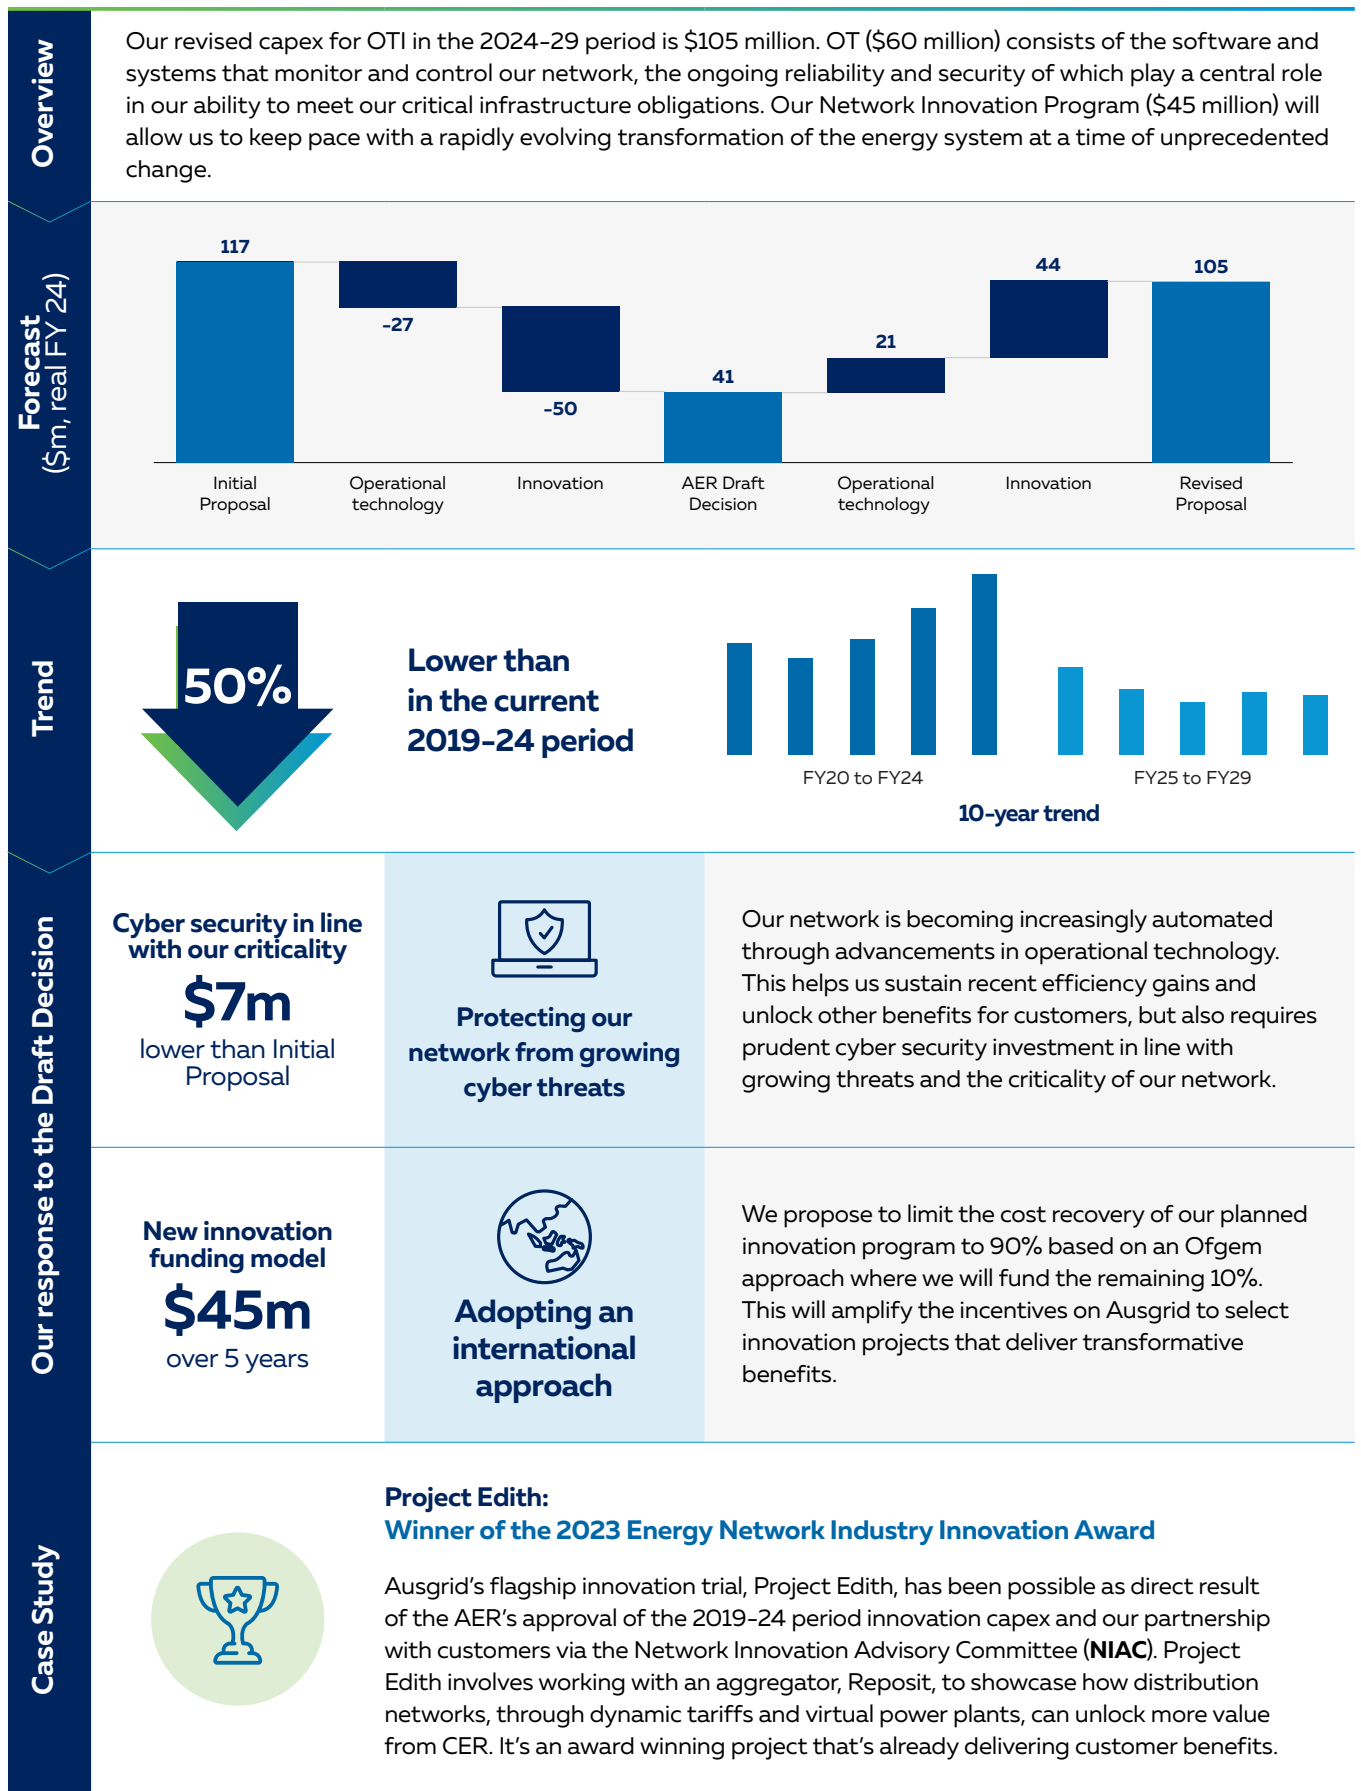 Overview
Our revised capex for OTI in the 2024-29 period is $105 million. OT ($60 million) consists of the software and
systems that monitor and control our network, the ongoing reliability and security of which play a central role
in our ability to meet our critical infrastructure obligations. Our Network Innovation Program ($45 million) will
allow us to keep pace with a rapidly evolving transformation of the energy system at a time of unprecedented
change.
Forecast
($m, real FY 24)
117
-27
-50
41
21
44
105
Initial
Proposal
Operational
technology
Innovation
AER Draft
Decision
Operational
technology
Innovation
Revised
Proposal
Trend
50%
Lower than
in the current
2019-24 period
FY20 to FY24
FY25 to FY29
10-year trend
Our response to the Draft Decision
Cyber security in line
with our criticality
$7m
lower than Initial
Proposal
Protecting our
network from growing
cyber threats
Our network is becoming increasingly automated
through advancements in operational technology.
This helps us sustain recent efficiency gains and
unlock other benefits for customers, but also requires
prudent cyber security investment in line with
growing threats and the criticality of our network.
New innovation
funding model
$45m
over 5 years
Adopting an
international
approach
We propose to limit the cost recovery of our planned
innovation program to 90% based on an Ofgem
approach where we will fund the remaining 10%.
This will amplify the incentives on Ausgrid to select
innovation projects that deliver transformative
benefits.
Case Study
Project Edith:
Winner of the 2023 Energy Network Industry Innovation Award
Ausgrid's flagship innovation trial, Project Edith, has been possible as direct result
of the AER's approval of the 2019-24 period innovation capex and our partnership
with customers via the Network Innovation Advisory Committee (NIAC). Project
Edith involves working with an aggregator, Reposit, to showcase how distribution
networks, through dynamic tariffs and virtual power plants, can unlock more value
from CER. It's an award winning project that's already delivering customer benefits.